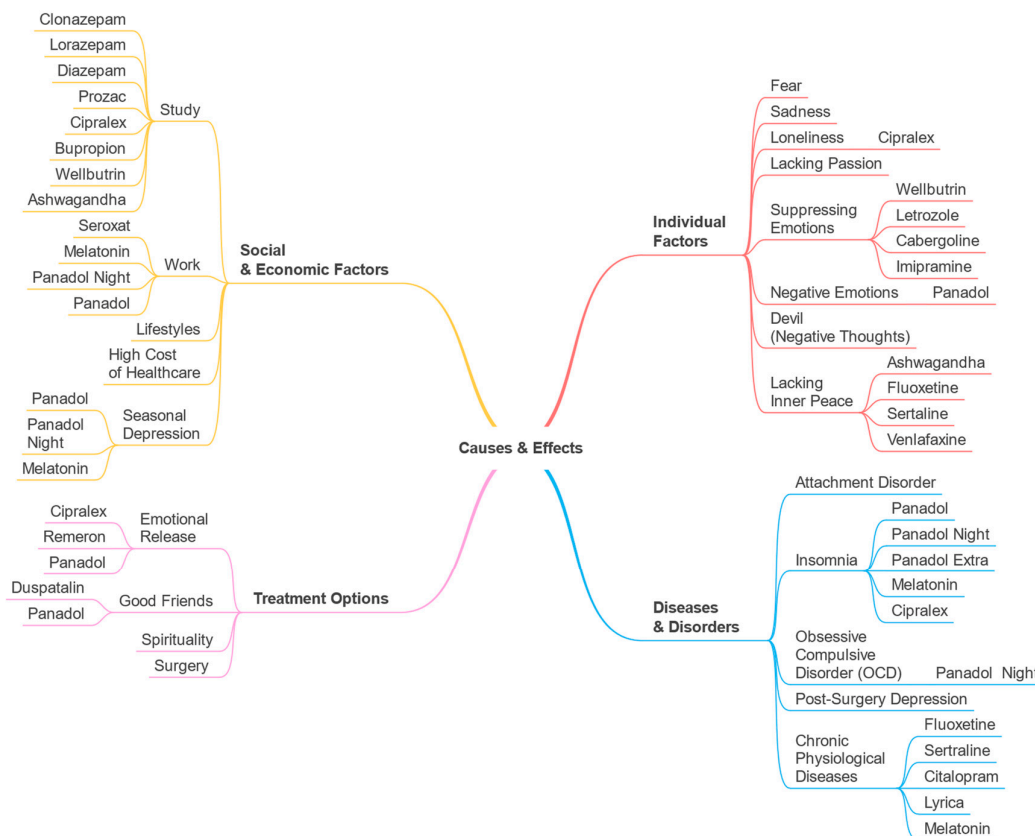 Causes & Effects
Social
& Economic Factors
Study
Clonazepam
Lorazepam
Diazepam
Prozac
Cipralex
Bupropion
Wellbutrin
Ashwagandha
Work
Seroxat
Melatonin
Panadol Night
Panadol
Lifestyles
High Cost
of Healthcare
Seasonal
Depression
Panadol
Panadol
Night
Melatonin
Treatment Options
Emotional
Release
Cipralex
Remeron
Panadol
Good Friends
Duspatalin
Panadol
Spirituality
Surgery
Individual
Factors
Fear
Sadness
Loneliness
Cipralex
Lacking Passion
Suppressing
Emotions
Wellbutrin
Letrozole
Cabergoline
Imipramine
Negative Emotions
Panadol
Devil
(Negative Thoughts)
Lacking
Inner Peace
Ashwagandha
Fluoxetine
Sertaline
Venlafaxine
Diseases
& Disorders
Attachment Disorder
Insomnia
Panadol
Panadol Night
Panadol Extra
Melatonin
Cipralex
Obsessive
Compulsive
Disorder (OCD)
Panadol Night
Post-Surgery Depression
Chronic
Physiological
Diseases
Fluoxetine
Sertraline
Citalopram
Lyrica
Melatonin